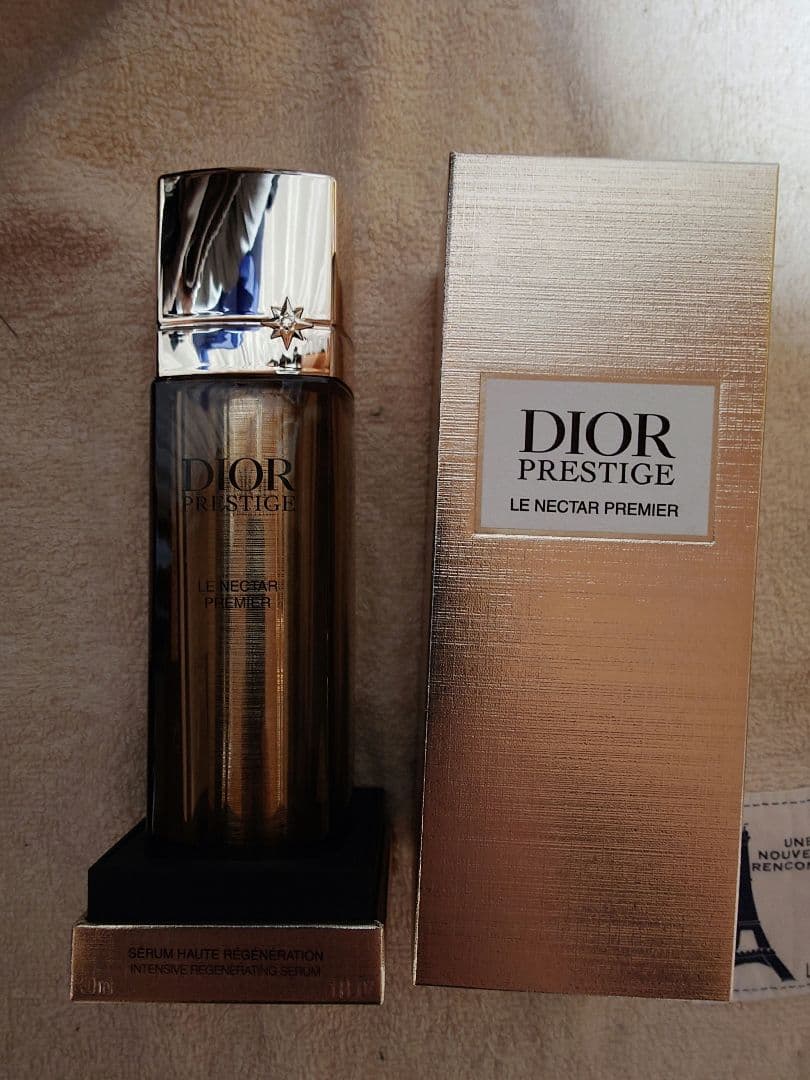 DIOR
PRESTIGE
LE NECTAR
PREMIER
SÉRUM HAUTE RÉGÉNÉRATION
INTENSIVE REGENERATING SERUM
DIOR
PRESTIGE
LE NECTAR PREMIER
UNE
NOUVE
RENCON